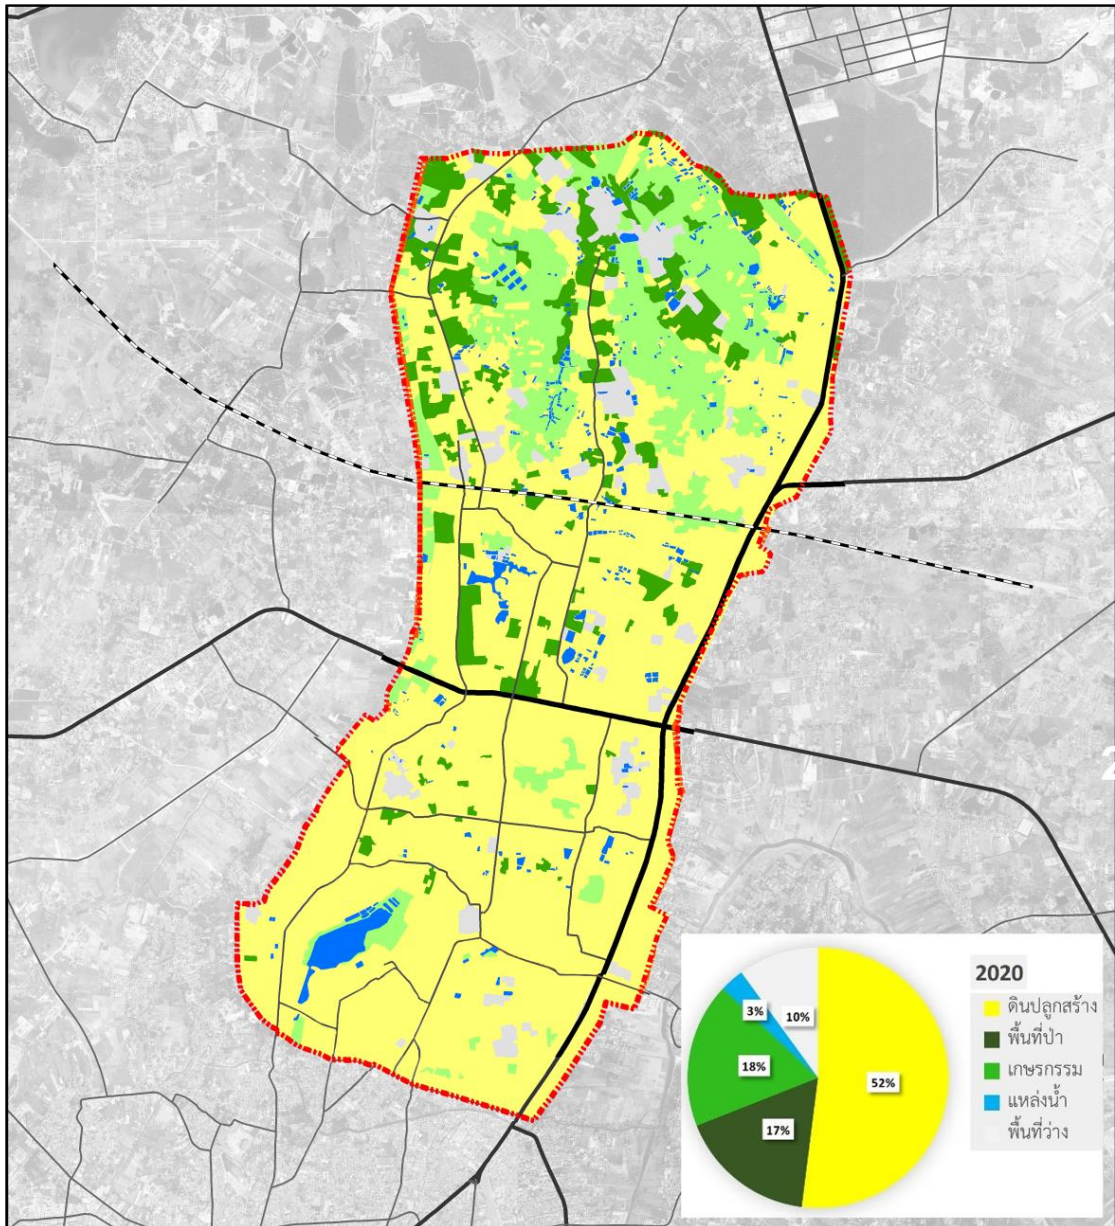 2020
ดินปลูกสร้าง
พื้นที่ป่า
เกษรกรรม
แหล่งน้ำ
พื้นที่ว่าง
3%
10%
18%
52%
17%